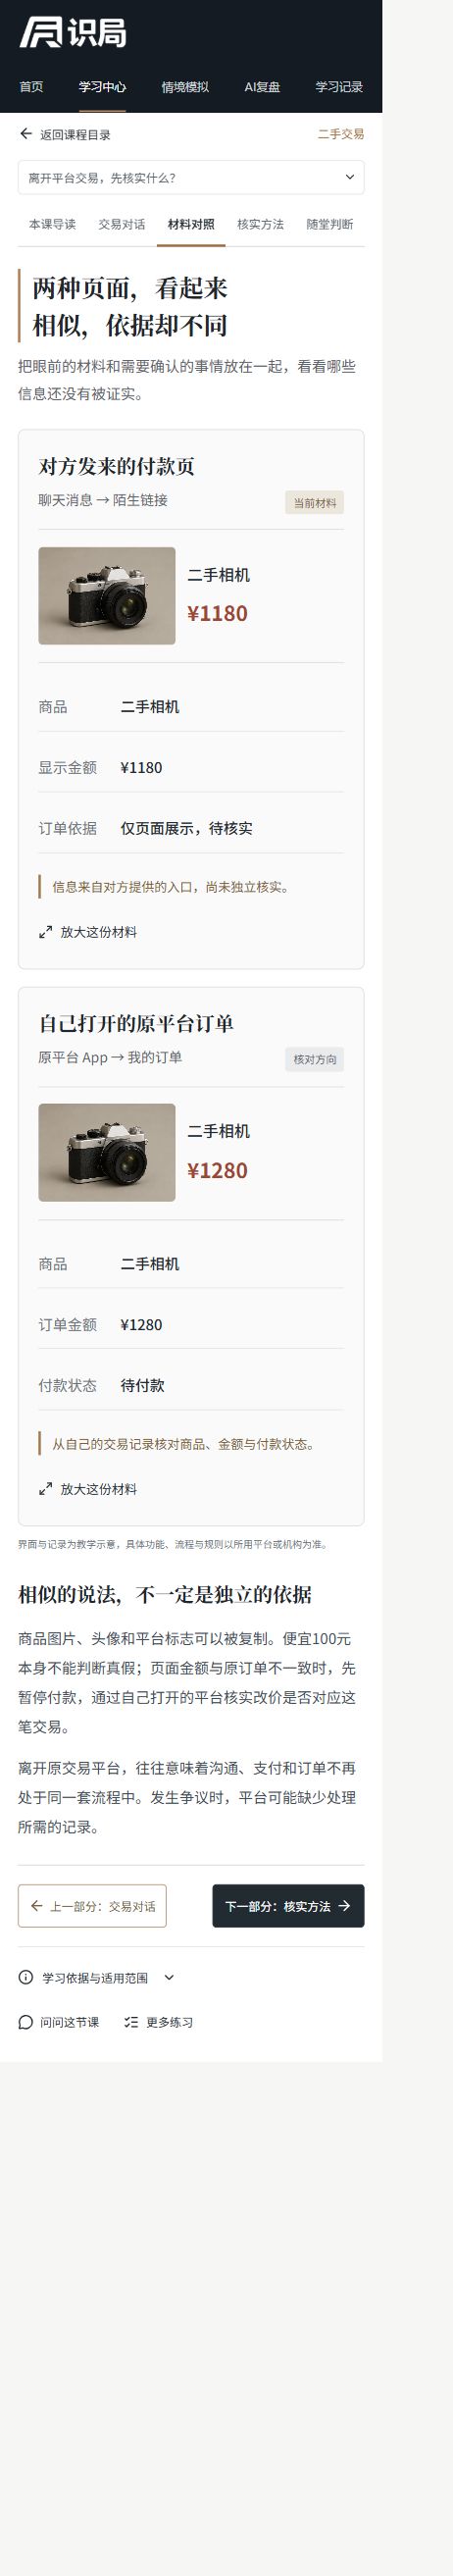 识局
首页 学习中心 情境模拟 AI复盘 学习记录
返回课程目录 二手交易
离开平台交易，先核实什么？
本课导读 交易对话 材料对照 核实方法 随堂判断
两种页面，看起来
相似，依据却不同
把眼前的材料和需要确认的事情放在一起，看看哪些
信息还没有被证实。
对方发来的付款页
聊天消息 → 陌生链接 当前材料
二手相机
¥1180
商品 二手相机
显示金额 ¥1180
订单依据 仅页面展示，待核实
信息来自对方提供的入口，尚未独立核实。
放大这份材料
自己打开的原平台订单
原平台 App → 我的订单 核对方向
二手相机
¥1280
商品 二手相机
订单金额 ¥1280
付款状态 待付款
从自己的交易记录核对商品、金额与付款状态。
放大这份材料
界面与记录为教学示意，具体功能、流程与规则以所用平台或机构为准。
相似的说法，不一定是独立的依据
商品图片、头像和平台标志可以被复制。便宜100元
本身不能判断真假；页面金额与原订单不一致时，先
暂停付款，通过自己打开的平台核实改价是否对应这
笔交易。
离开原交易平台，往往意味着沟通、支付和订单不再
处于同一套流程中。发生争议时，平台可能缺少处理
所需的记录。
上一部分：交易对话 下一部分：核实方法
学习依据与适用范围
问问这节课 更多练习